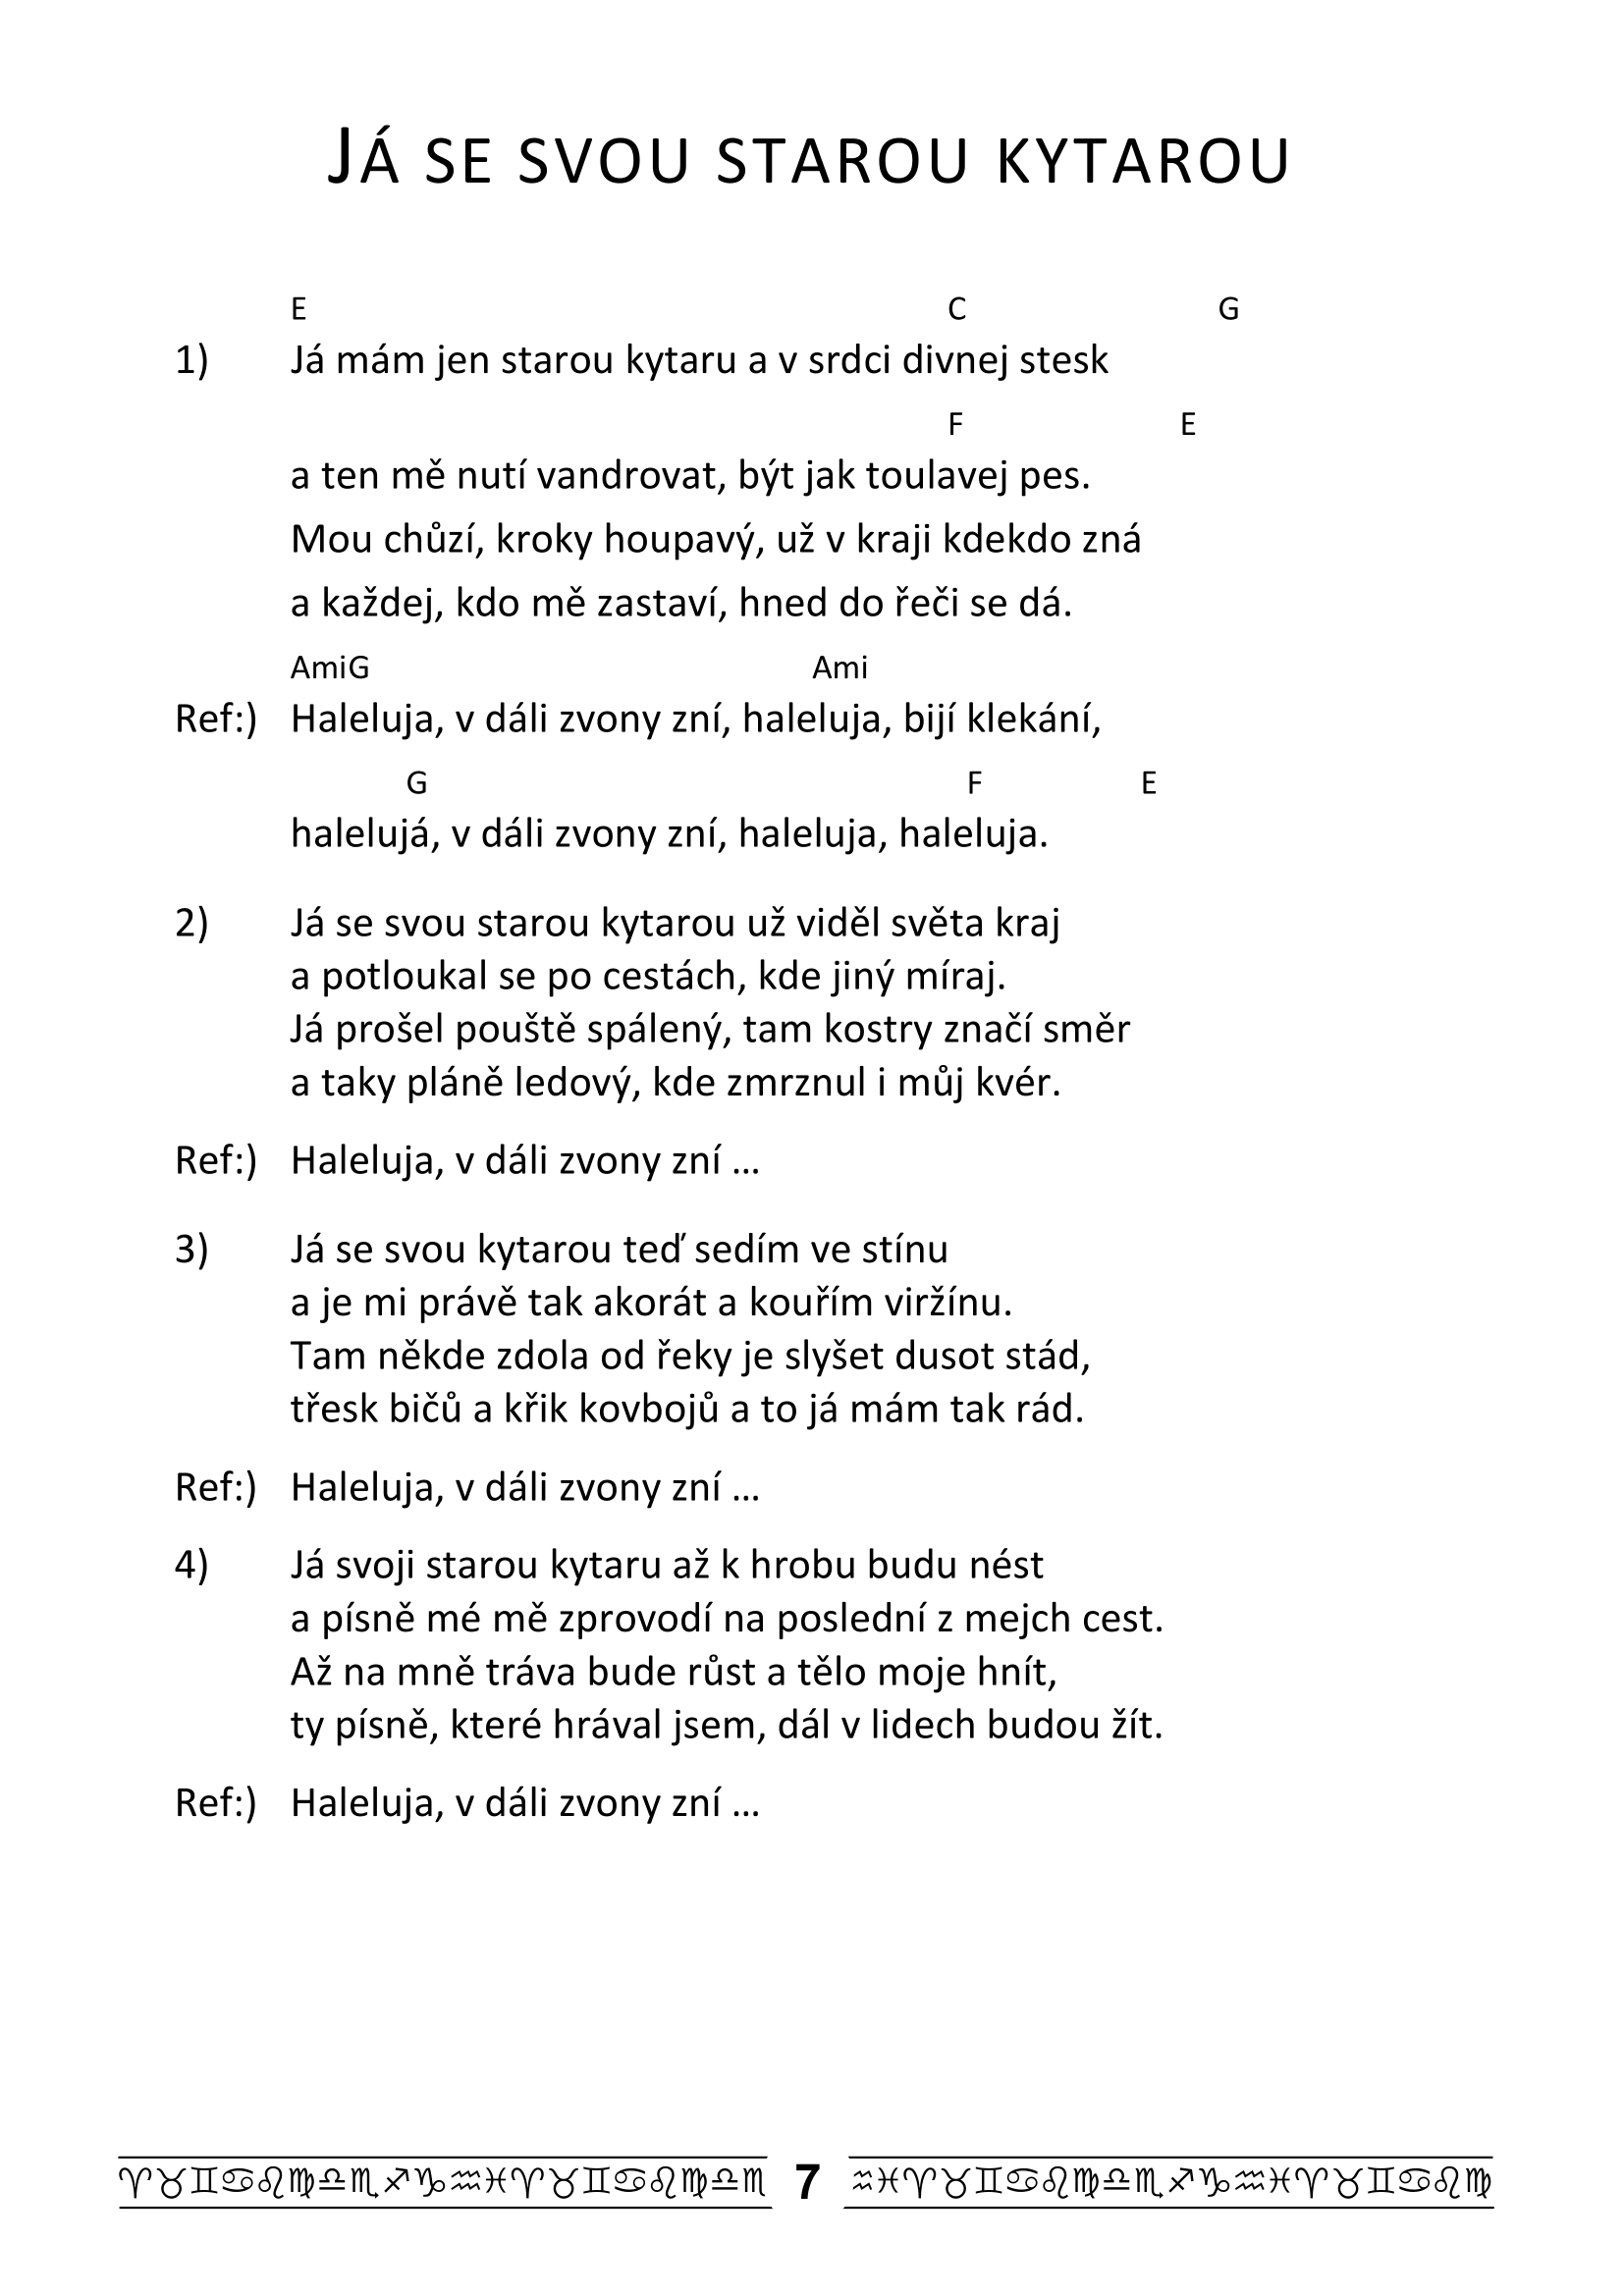 JÁ SE SVOU STAROU KYTAROU
E C G
1) Já mám jen starou kytaru a v srdci divnej stesk
F E
a ten mě nutí vandrovat, být jak toulavej pes.
Mou chůzí, kroky houpavý, už v kraji kdekdo zná
a každej, kdo mě zastaví, hned do řeči se dá.
AmiG Ami
Ref:) Haleluja, v dáli zvony zní, haleluja, bijí klekání,
G F E
halelujá, v dáli zvony zní, haleluja, haleluja.
2) Já se svou starou kytarou už viděl světa kraj
a potloukal se po cestách, kde jiný míraj.
Já prošel pouště spálený, tam kostry značí směr
a taky pláně ledový, kde zmrznul i můj kvér.
Ref:) Haleluja, v dáli zvony zní …
3) Já se svou kytarou teď sedím ve stínu
a je mi právě tak akorát a kouřím viržínu.
Tam někde zdola od řeky je slyšet dusot stád,
třesk bičů a křik kovbojů a to já mám tak rád.
Ref:) Haleluja, v dáli zvony zní …
4) Já svoji starou kytaru až k hrobu budu nést
a písně mé mě zprovodí na poslední z mejch cest.
Až na mně tráva bude růst a tělo moje hnít,
ty písně, které hrával jsem, dál v lidech budou žít.
Ref:) Haleluja, v dáli zvony zní …
♈♉♊♋♌♍♎♏♐♑♒♓♈♉♊♋♌♍♎♏ 7 ♒♓♈♉♊♋♌♍♎♏♐♑♒♓♈♉♊♋♌♍